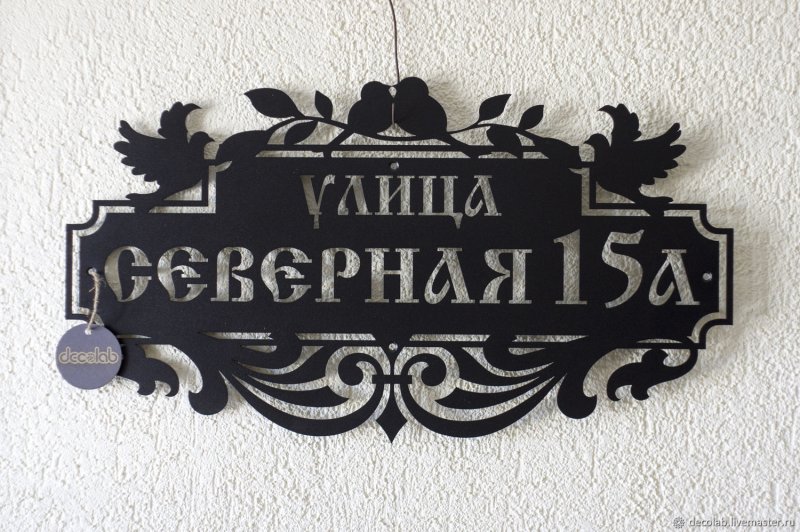 улица
СЕВЕРНАЯ 15а
decolab
decolab.livemaster.ru